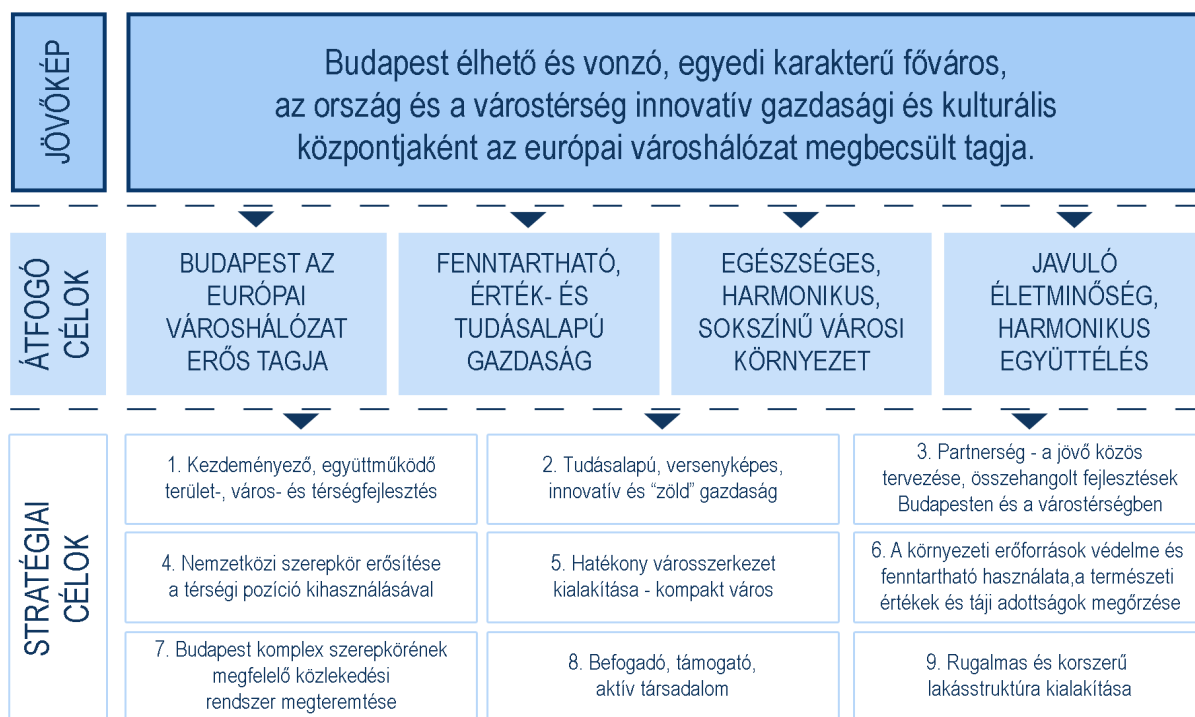 JÖVŐKÉP
Budapest élhető és vonzó, egyedi karakterű főváros,
az ország és a várostérség innovatív gazdasági és kulturális
központjaként az európai városhálózat megbecsült tagja.
ÁTFOGÓ
CÉLOK
BUDAPEST AZ
EURÓPAI
VÁROSHÁLÓZAT
ERŐS TAGJA
FENNTARTHATÓ,
ÉRTÉK- ÉS
TUDÁSALAPÚ
GAZDASÁG
EGÉSZSÉGES,
HARMONIKUS,
SOKSZÍNŰ VÁROSI
KÖRNYEZET
JAVULÓ
ÉLETMINŐSÉG,
HARMONIKUS
EGYÜTTÉLÉS
STRATÉGIAI
CÉLOK
1. Kezdeményező, együttműködő
terület-, város- és térségfejlesztés
2. Tudásalapú, versenyképes,
innovatív és "zöld" gazdaság
3. Partnerség - a jövő közös
tervezése, összehangolt fejlesztések
Budapesten és a várostérségben
4. Nemzetközi szerepkör erősítése
a térségi pozíció kihasználásával
5. Hatékony városszerkezet
kialakítása - kompakt város
6. A környezeti erőforrások védelme és
fenntartható használata,a természeti
értékek és táji adottságok megőrzése
7. Budapest komplex szerepkörének
megfelelő közlekedési
rendszer megteremtése
8. Befogadó, támogató,
aktív társadalom
9. Rugalmas és korszerű
lakásstruktúra kialakítása